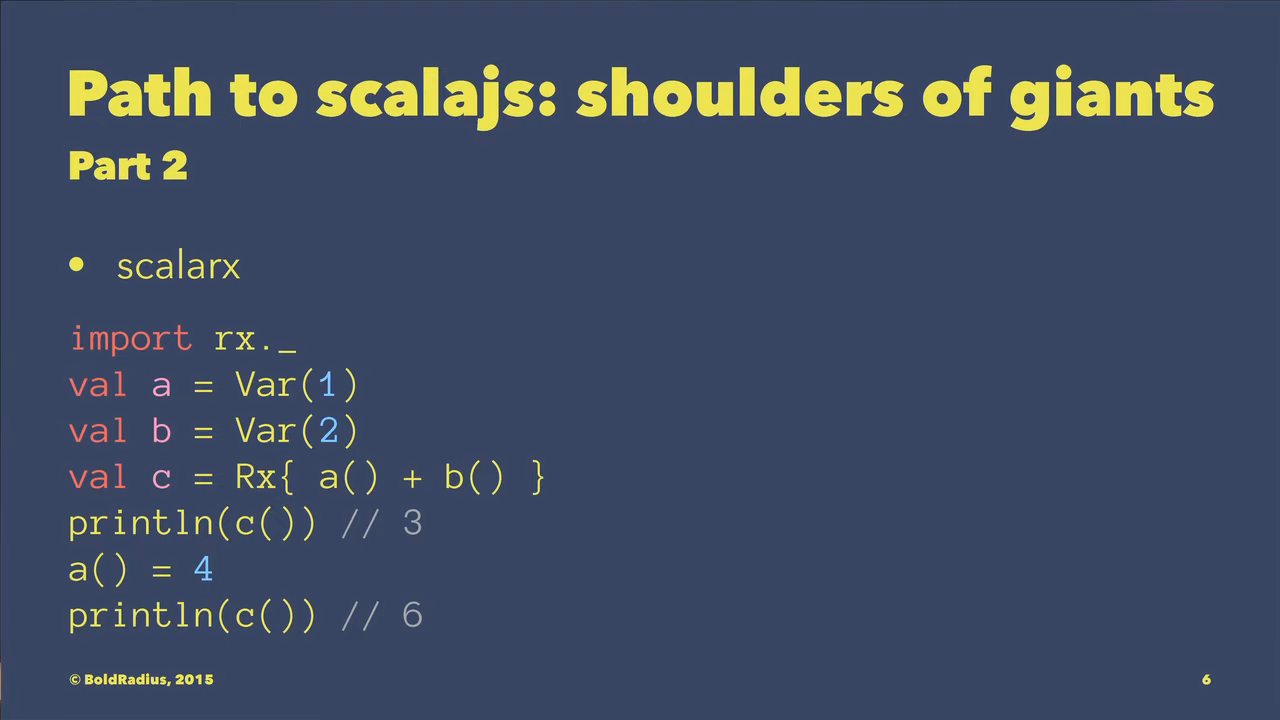 Path to scalajs: shoulders of giants
Part 2
• scalarx
import rx._
val a = Var(1)
val b = Var(2)
val c = Rx{ a() + b() }
println(c()) // 3
a() = 4
println(c()) // 6
© BoldRadius, 2015
6